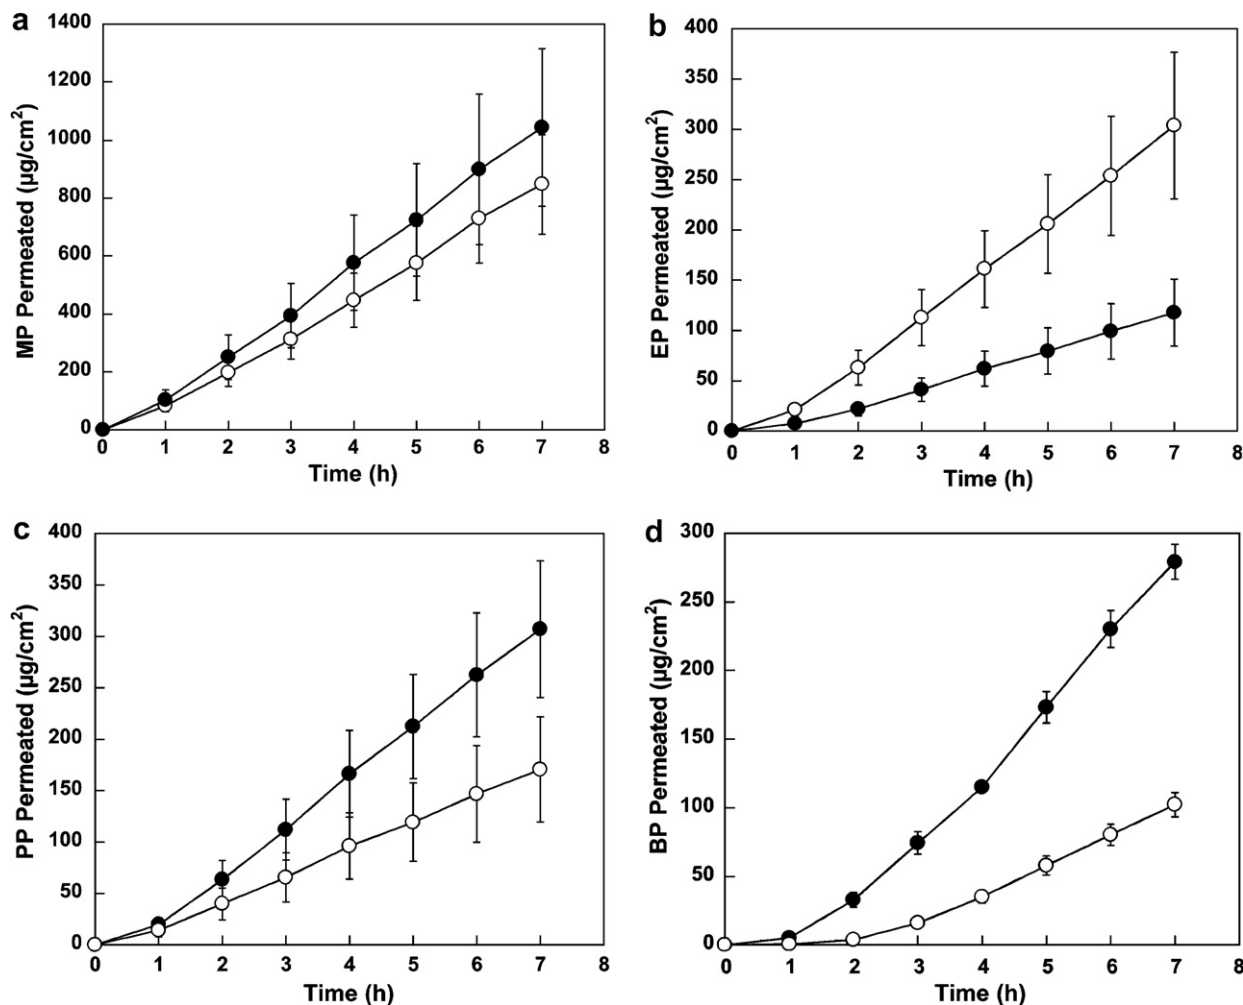 a
1400
1200
1000
800
600
400
200
0
MP Permeated (µg/cm²)
0 1 2 3 4 5 6 7 8
Time (h)
b
400
350
300
250
200
150
100
50
0
EP Permeated (µg/cm²)
0 1 2 3 4 5 6 7 8
Time (h)
c
400
350
300
250
200
150
100
50
0
PP Permeated (µg/cm²)
0 1 2 3 4 5 6 7 8
Time (h)
d
300
250
200
150
100
50
0
BP Permeated (µg/cm²)
0 1 2 3 4 5 6 7 8
Time (h)